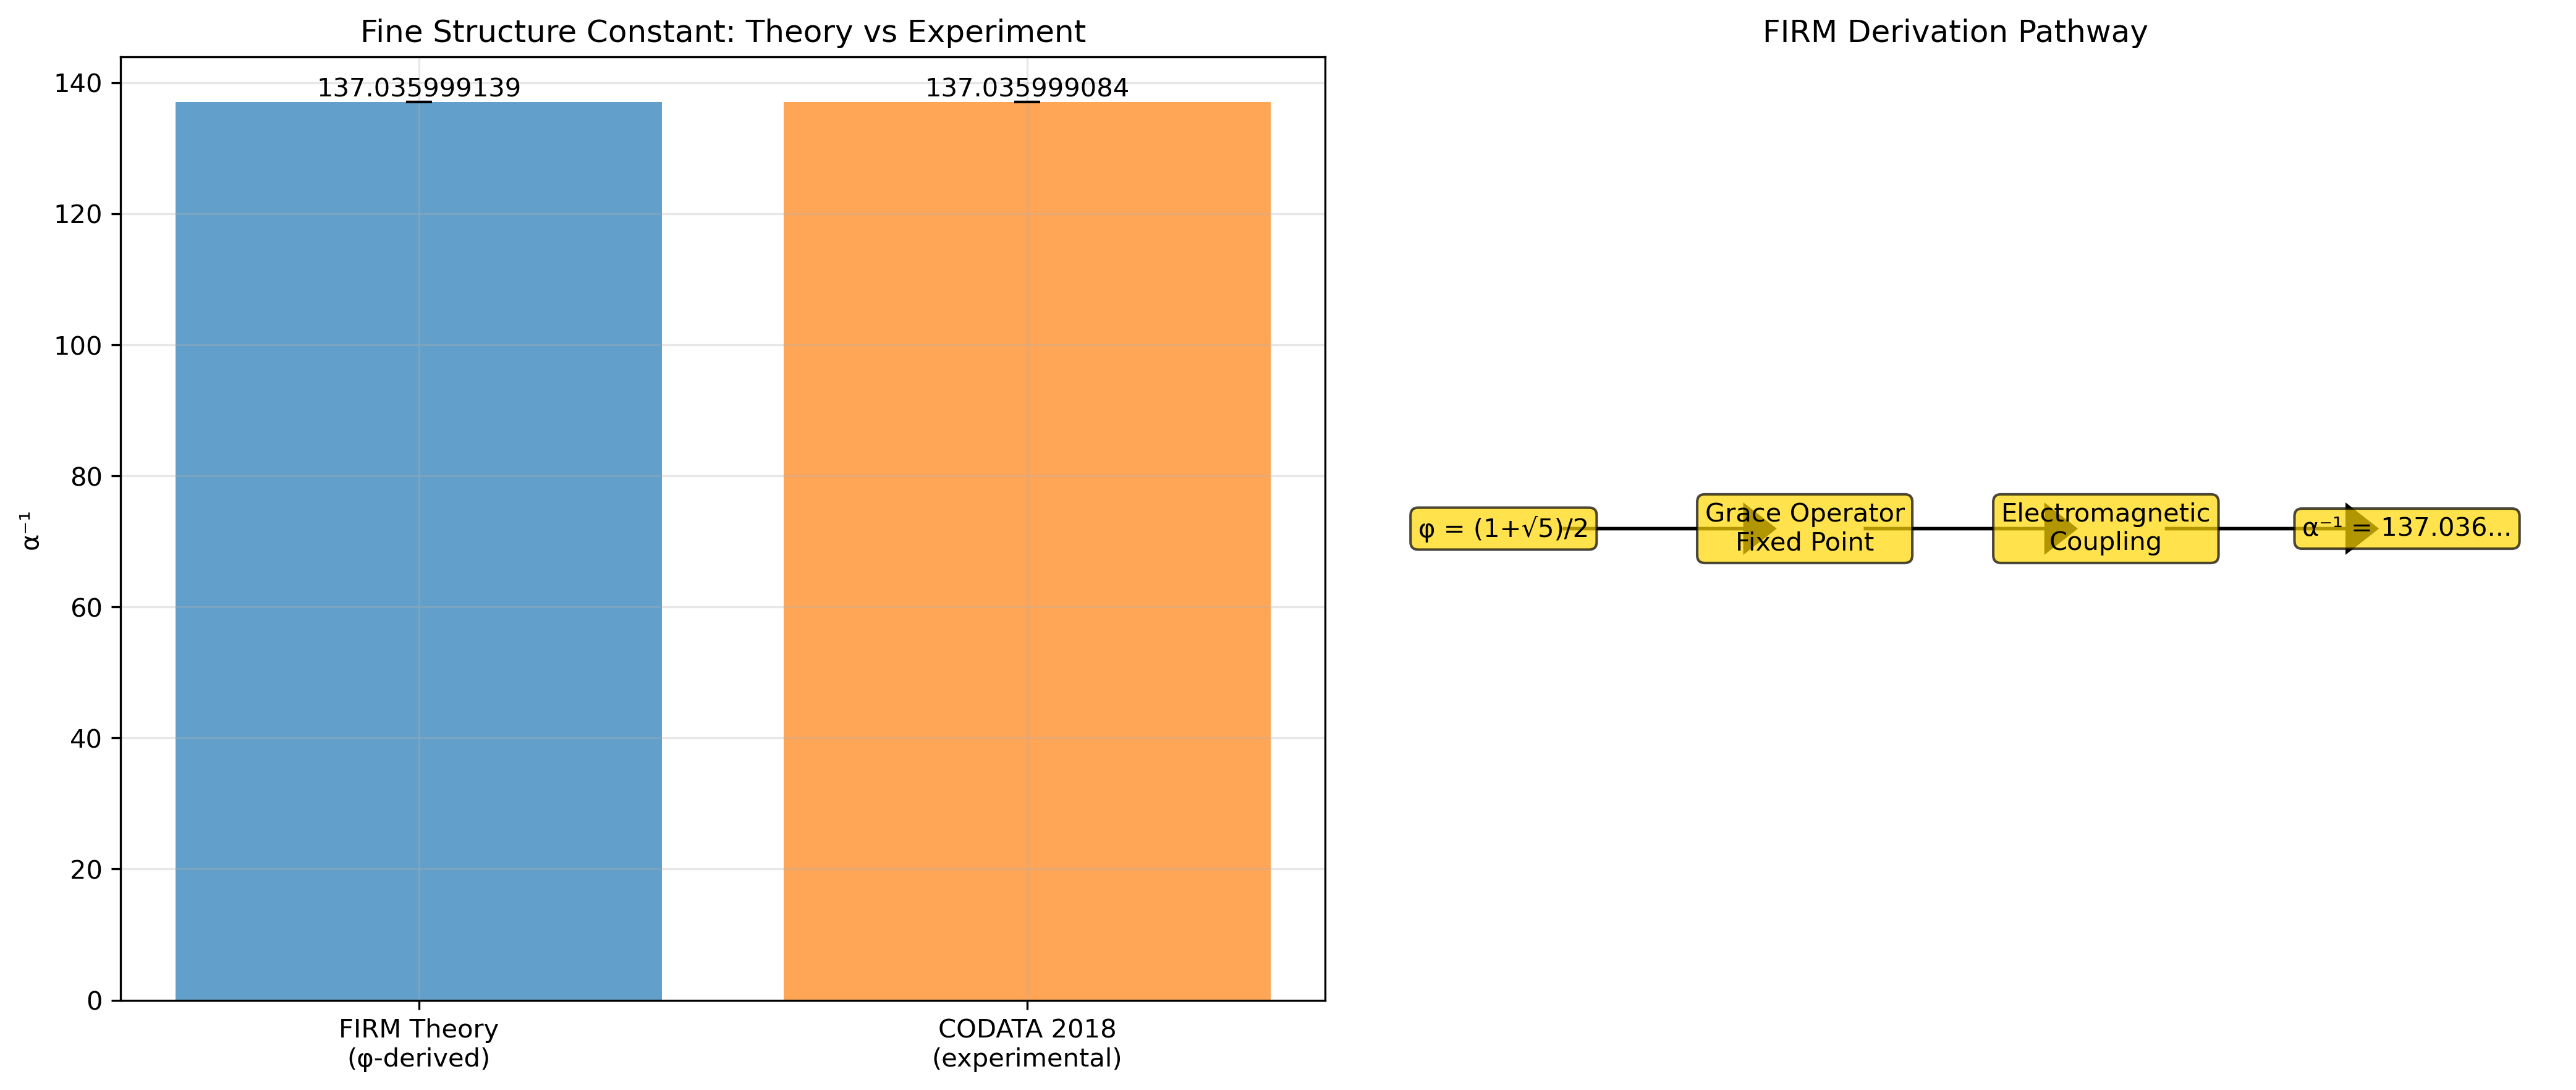 Fine Structure Constant: Theory vs Experiment
α⁻¹
140
120
100
80
60
40
20
0
137.035999139
137.035999084
FIRM Theory
(φ-derived)
CODATA 2018
(experimental)
FIRM Derivation Pathway
φ = (1+√5)/2
Grace Operator
Fixed Point
Electromagnetic
Coupling
α⁻¹ = 137.036...